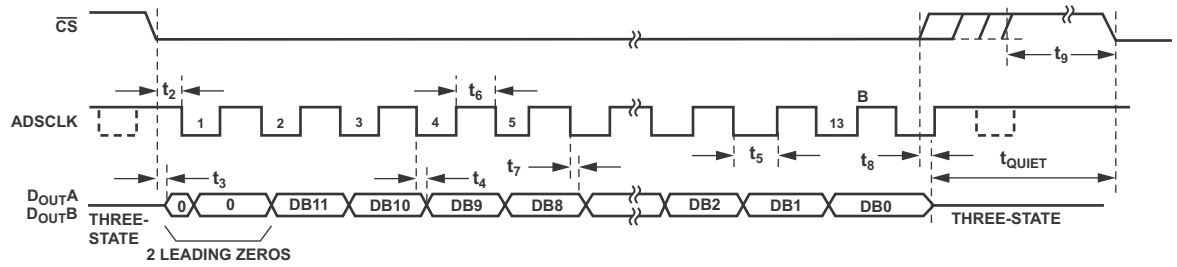 CS
t9
t2
t6
B
ADSCLK
1 2 3 4 5 13
t3
t4
t7
t5
t8
tQUIET
DOUTA
DOUTB
0 0 DB11 DB10 DB9 DB8 DB2 DB1 DB0
THREE-
STATE
THREE-STATE
2 LEADING ZEROS